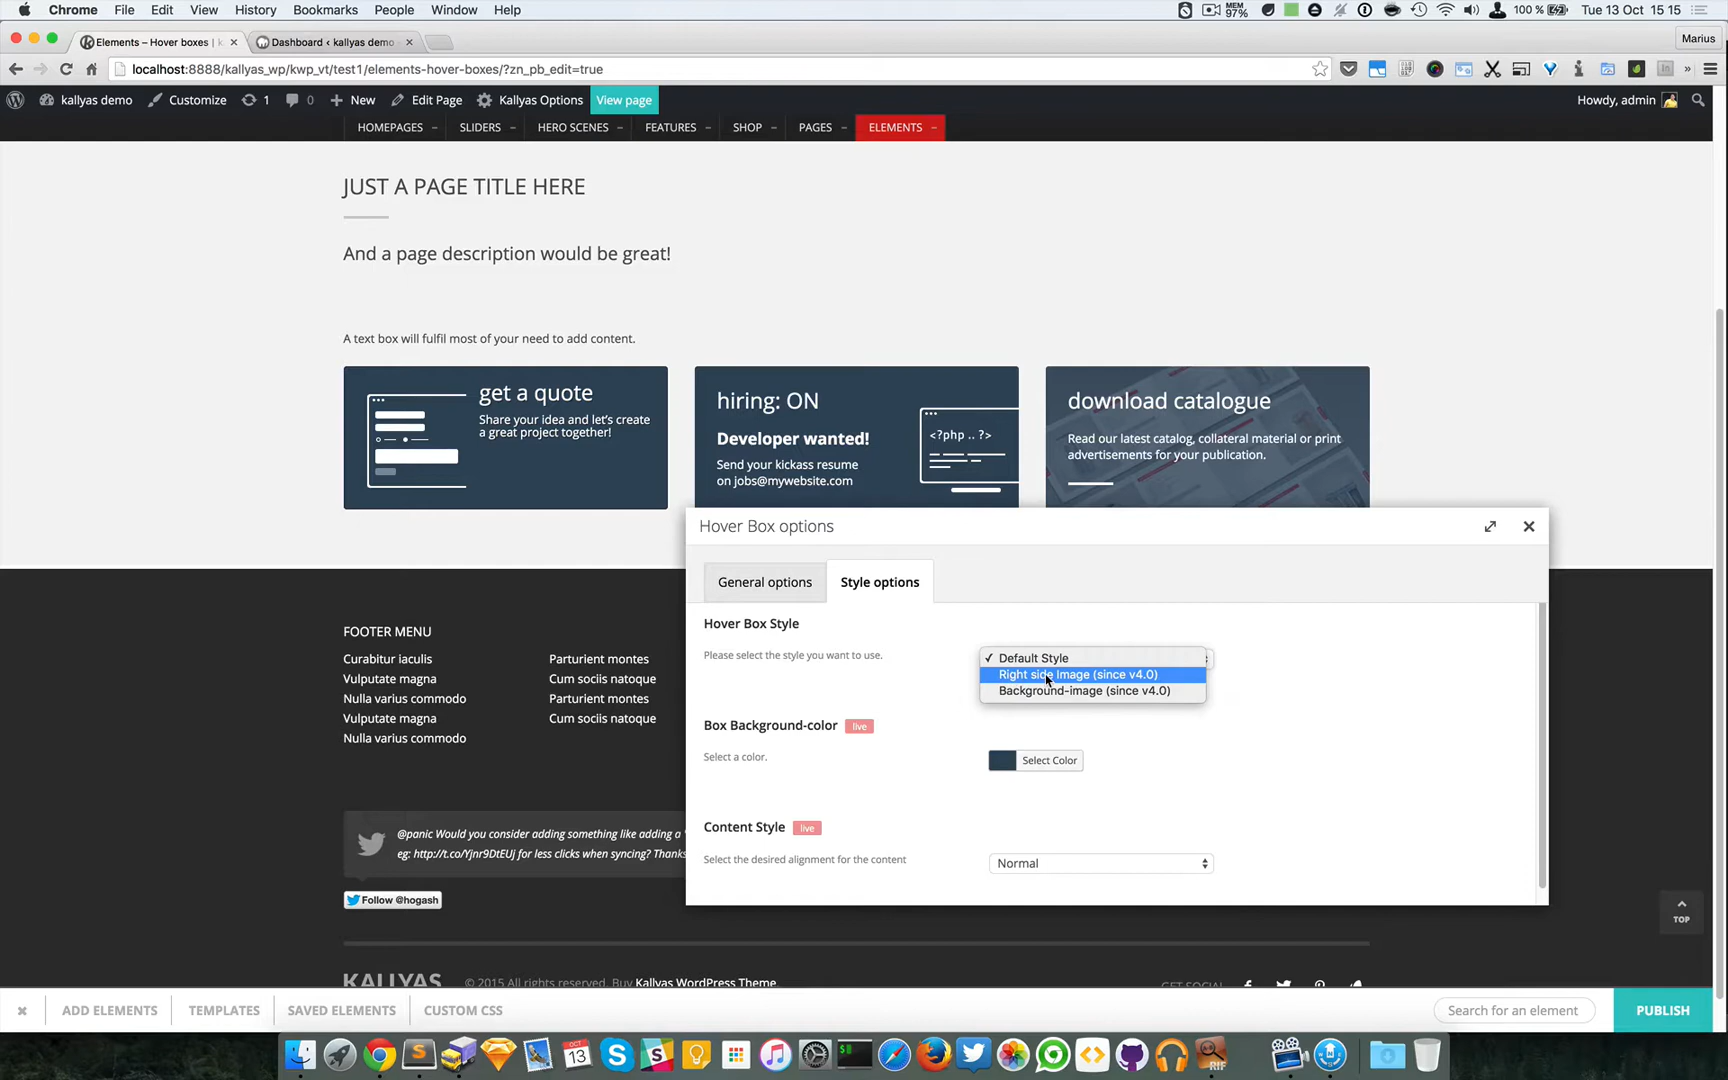 Chrome File Edit View History Bookmarks People Window Help
MEM 97% 100 % Tue 13 Oct 15 15
Elements – Hover boxes | k
Dashboard ‹ kallyas demo
Marius
localhost:8888/kallyas_wp/kwp_vt/test1/elements-hover-boxes/?zn_pb_edit=true
kallyas demo Customize 1 0 New Edit Page Kallyas Options View page Howdy, admin
HOMEPAGES SLIDERS HERO SCENES FEATURES SHOP PAGES ELEMENTS
JUST A PAGE TITLE HERE
And a page description would be great!
A text box will fulfil most of your need to add content.
get a quote
Share your idea and let's create
a great project together!
hiring: ON
Developer wanted!
Send your kickass resume
on jobs@mywebsite.com
<?php .. ?>
download catalogue
Read our latest catalog, collateral material or print
advertisements for your publication.
Hover Box options
General options Style options
Hover Box Style
Please select the style you want to use.
✓ Default Style
Right side Image (since v4.0)
Background-image (since v4.0)
Box Background-color live
Select a color.
Select Color
Content Style live
Select the desired alignment for the content
Normal
FOOTER MENU
Curabitur iaculis Parturient montes
Vulputate magna Cum sociis natoque
Nulla varius commodo Parturient montes
Vulputate magna Cum sociis natoque
Nulla varius commodo
@panic Would you consider adding something like adding a
eg: http://t.co/Yjnr9DtEUj for less clicks when syncing? Thanks
Follow @hogash
TOP
KALLYAS © 2015 All rights reserved. Buy Kallyas WordPress Theme. GET SOCIAL
ADD ELEMENTS TEMPLATES SAVED ELEMENTS CUSTOM CSS Search for an element PUBLISH
13
RIF